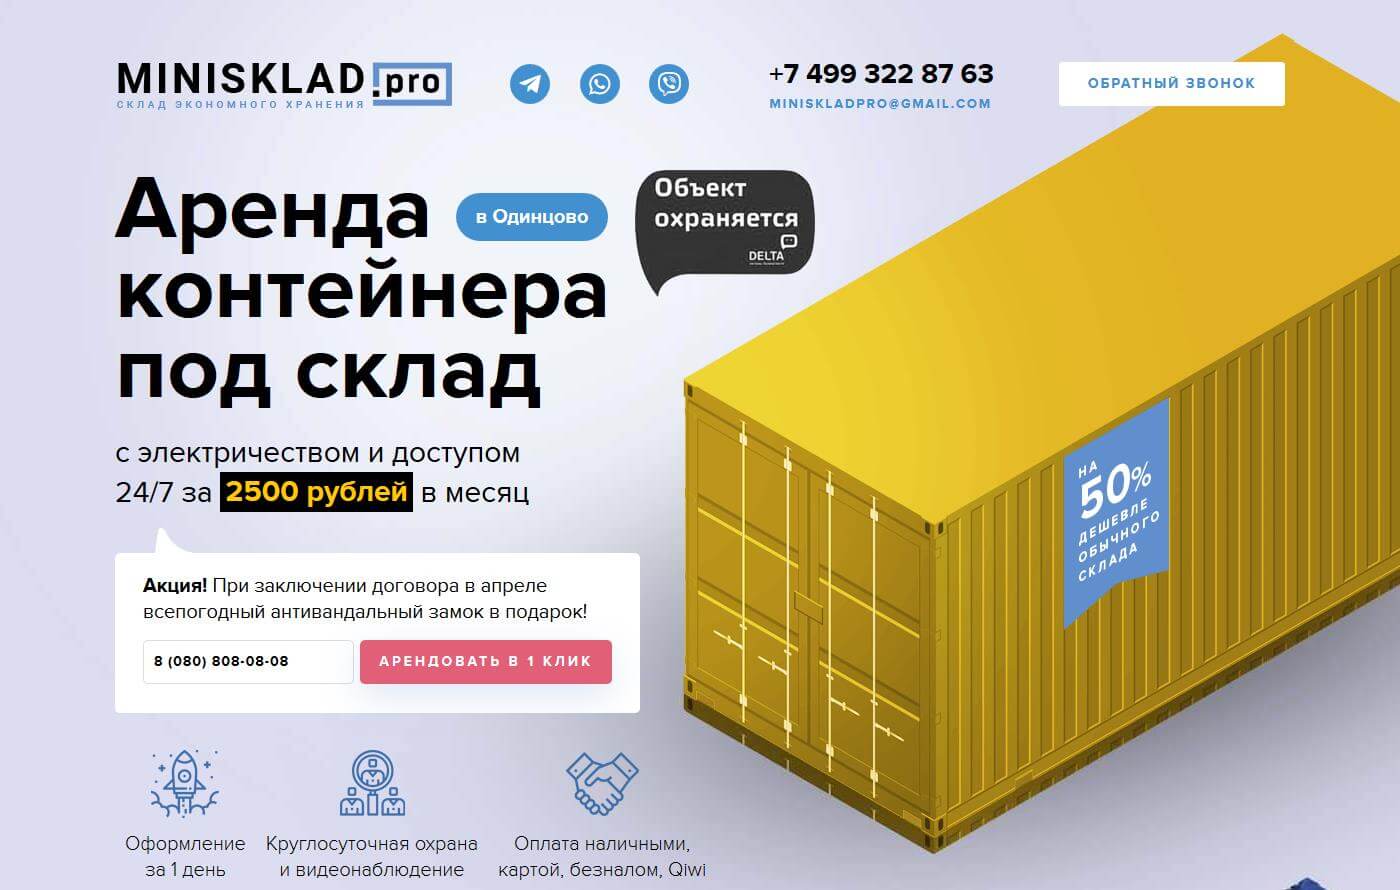 MINISKLAD.pro
СКЛАД ЭКОНОМНОГО ХРАНЕНИЯ
+7 499 322 87 63
MINISKLADPRO@GMAIL.COM
ОБРАТНЫЙ ЗВОНОК
Аренда
в Одинцово
контейнера
под склад
Объект
охраняется
DELTA
с электричеством и доступом
24/7 за 2500 рублей в месяц
Акция! При заключении договора в апреле
всепогодный антивандальный замок в подарок!
8 (080) 808-08-08
АРЕНДОВАТЬ В 1 КЛИК
НА
50%
ДЕШЕВЛЕ
ОБЫЧНОГО
СКЛАДА
Оформление
за 1 день
Круглосуточная охрана
и видеонаблюдение
Оплата наличными,
картой, безналом, Qiwi